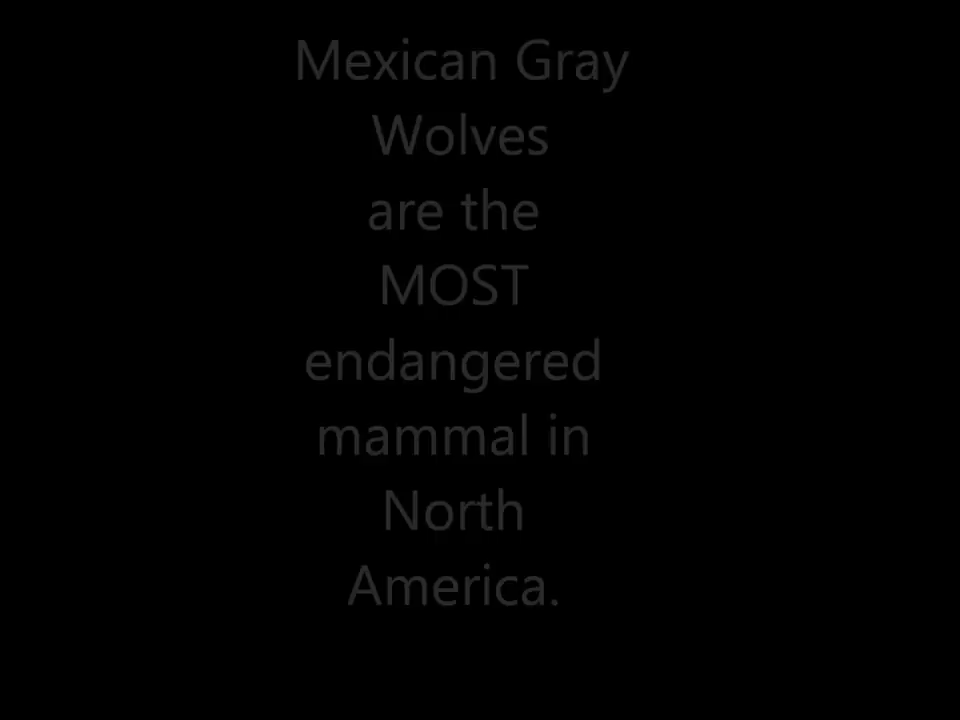 Mexican Gray
Wolves
are the
MOST
endangered
mammal in
North
America.